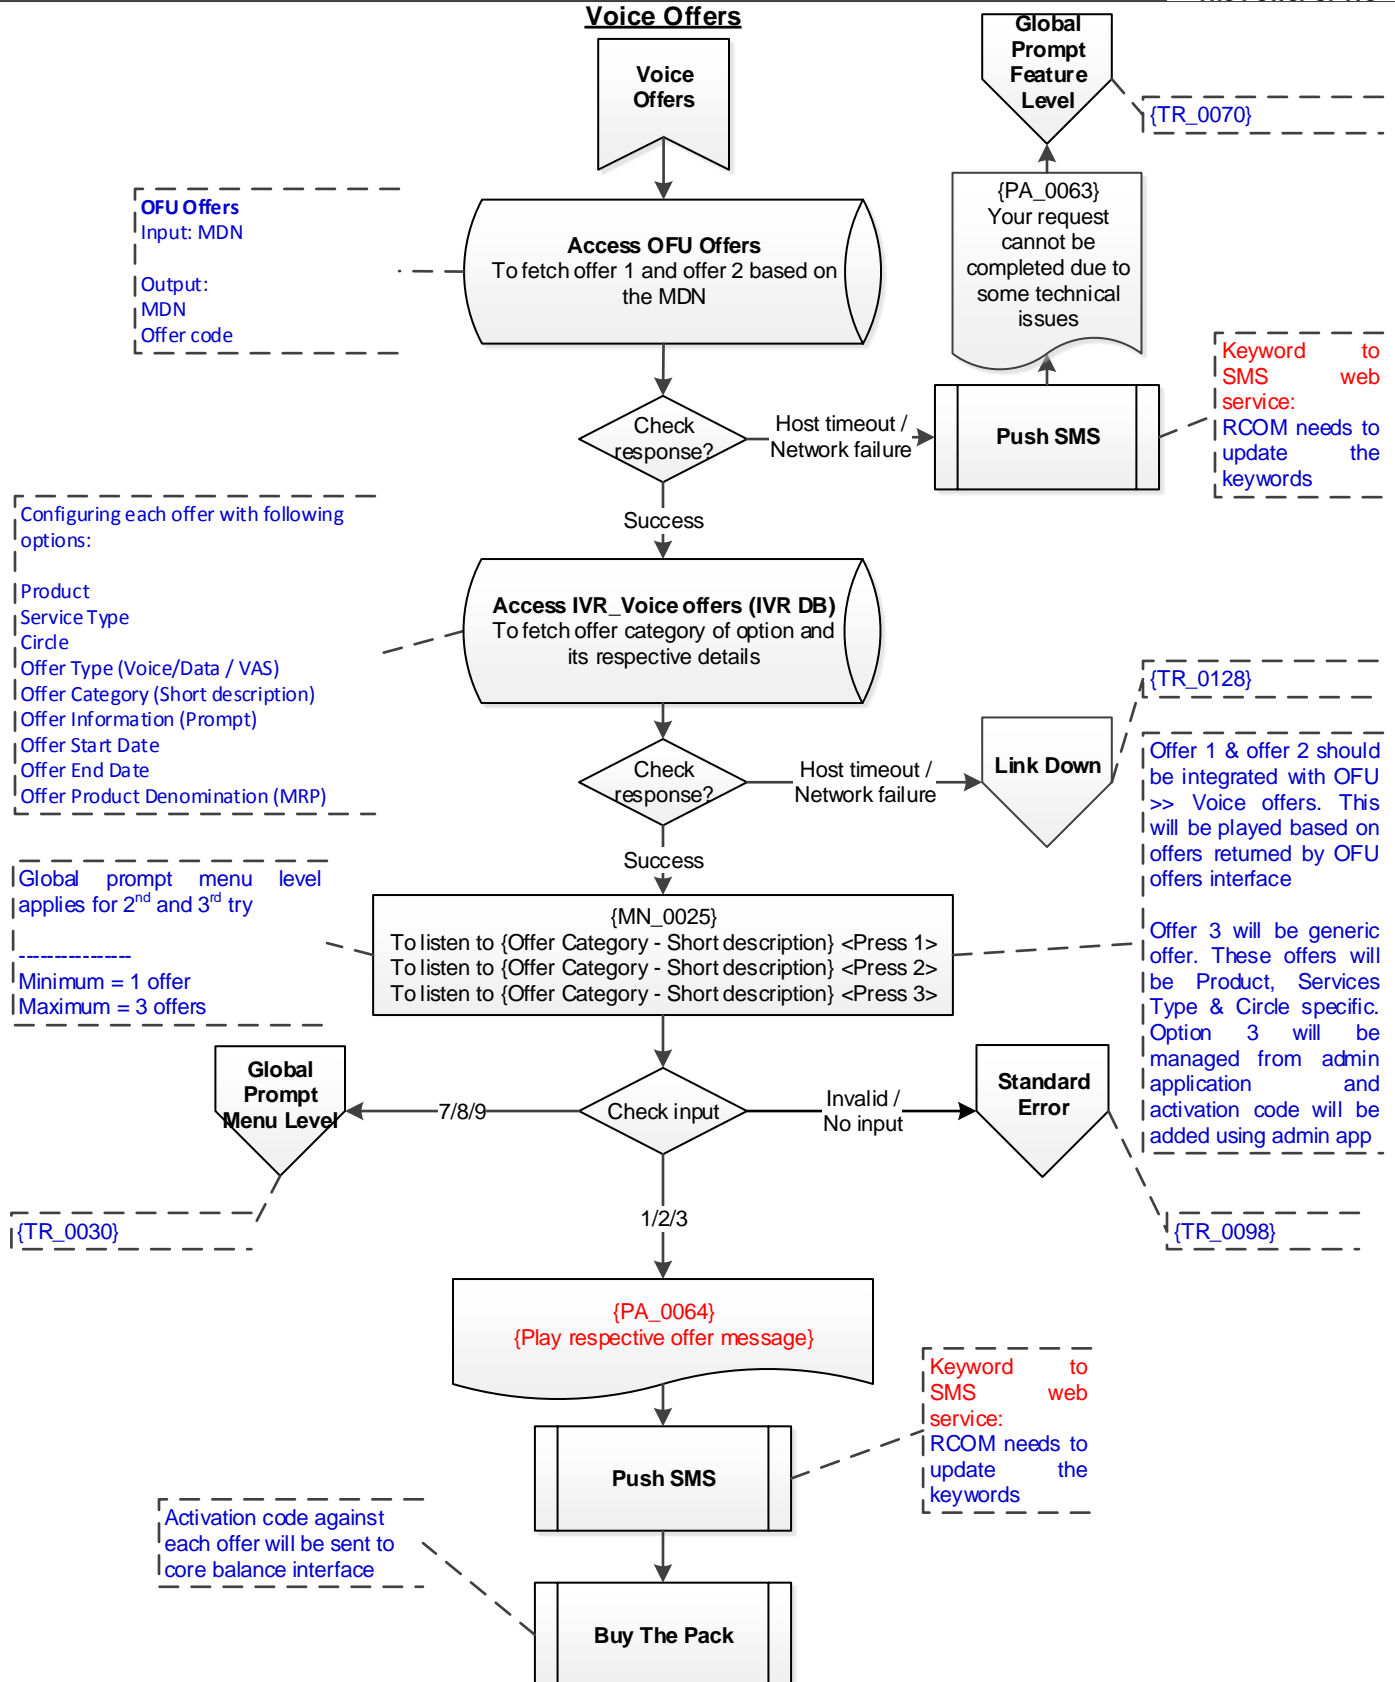 Voice Offers
Voice
Offers
Global
Prompt
Feature
Level
{TR_0070}
OFU Offers
Input: MDN
Output:
MDN
Offer code
Access OFU Offers
To fetch offer 1 and offer 2 based on
the MDN
{PA_0063}
Your request
cannot be
completed due to
some technical
issues
Check
response?
Host timeout /
Network failure
Push SMS
Keyword to
SMS web
service:
RCOM needs to
update the
keywords
Success
Configuring each offer with following
options:
Product
Service Type
Circle
Offer Type (Voice/Data / VAS)
Offer Category (Short description)
Offer Information (Prompt)
Offer Start Date
Offer End Date
Offer Product Denomination (MRP)
Access IVR_Voice offers (IVR DB)
To fetch offer category of option and
its respective details
Check
response?
Host timeout /
Network failure
Link Down
{TR_0128}
Success
Offer 1 & offer 2 should
be integrated with OFU
>> Voice offers. This
will be played based on
offers returned by OFU
offers interface
Offer 3 will be generic
offer. These offers will
be Product, Services
Type & Circle specific.
Option 3 will be
managed from admin
application and
activation code will be
added using admin app
Global prompt menu level
applies for 2nd and 3rd try
----------------
Minimum = 1 offer
Maximum = 3 offers
{MN_0025}
To listen to {Offer Category - Short description} <Press 1>
To listen to {Offer Category - Short description} <Press 2>
To listen to {Offer Category - Short description} <Press 3>
Global
Prompt
Menu Level
7/8/9
Check input
Invalid /
No input
Standard
Error
{TR_0030}
1/2/3
{TR_0098}
{PA_0064}
{Play respective offer message}
Keyword to
SMS web
service:
RCOM needs to
update the
keywords
Push SMS
Activation code against
each offer will be sent to
core balance interface
Buy The Pack